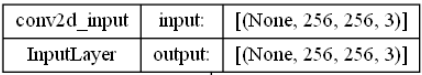 conv2d_input input: [(None, 256, 256, 3)]
InputLayer output: [(None, 256, 256, 3)]